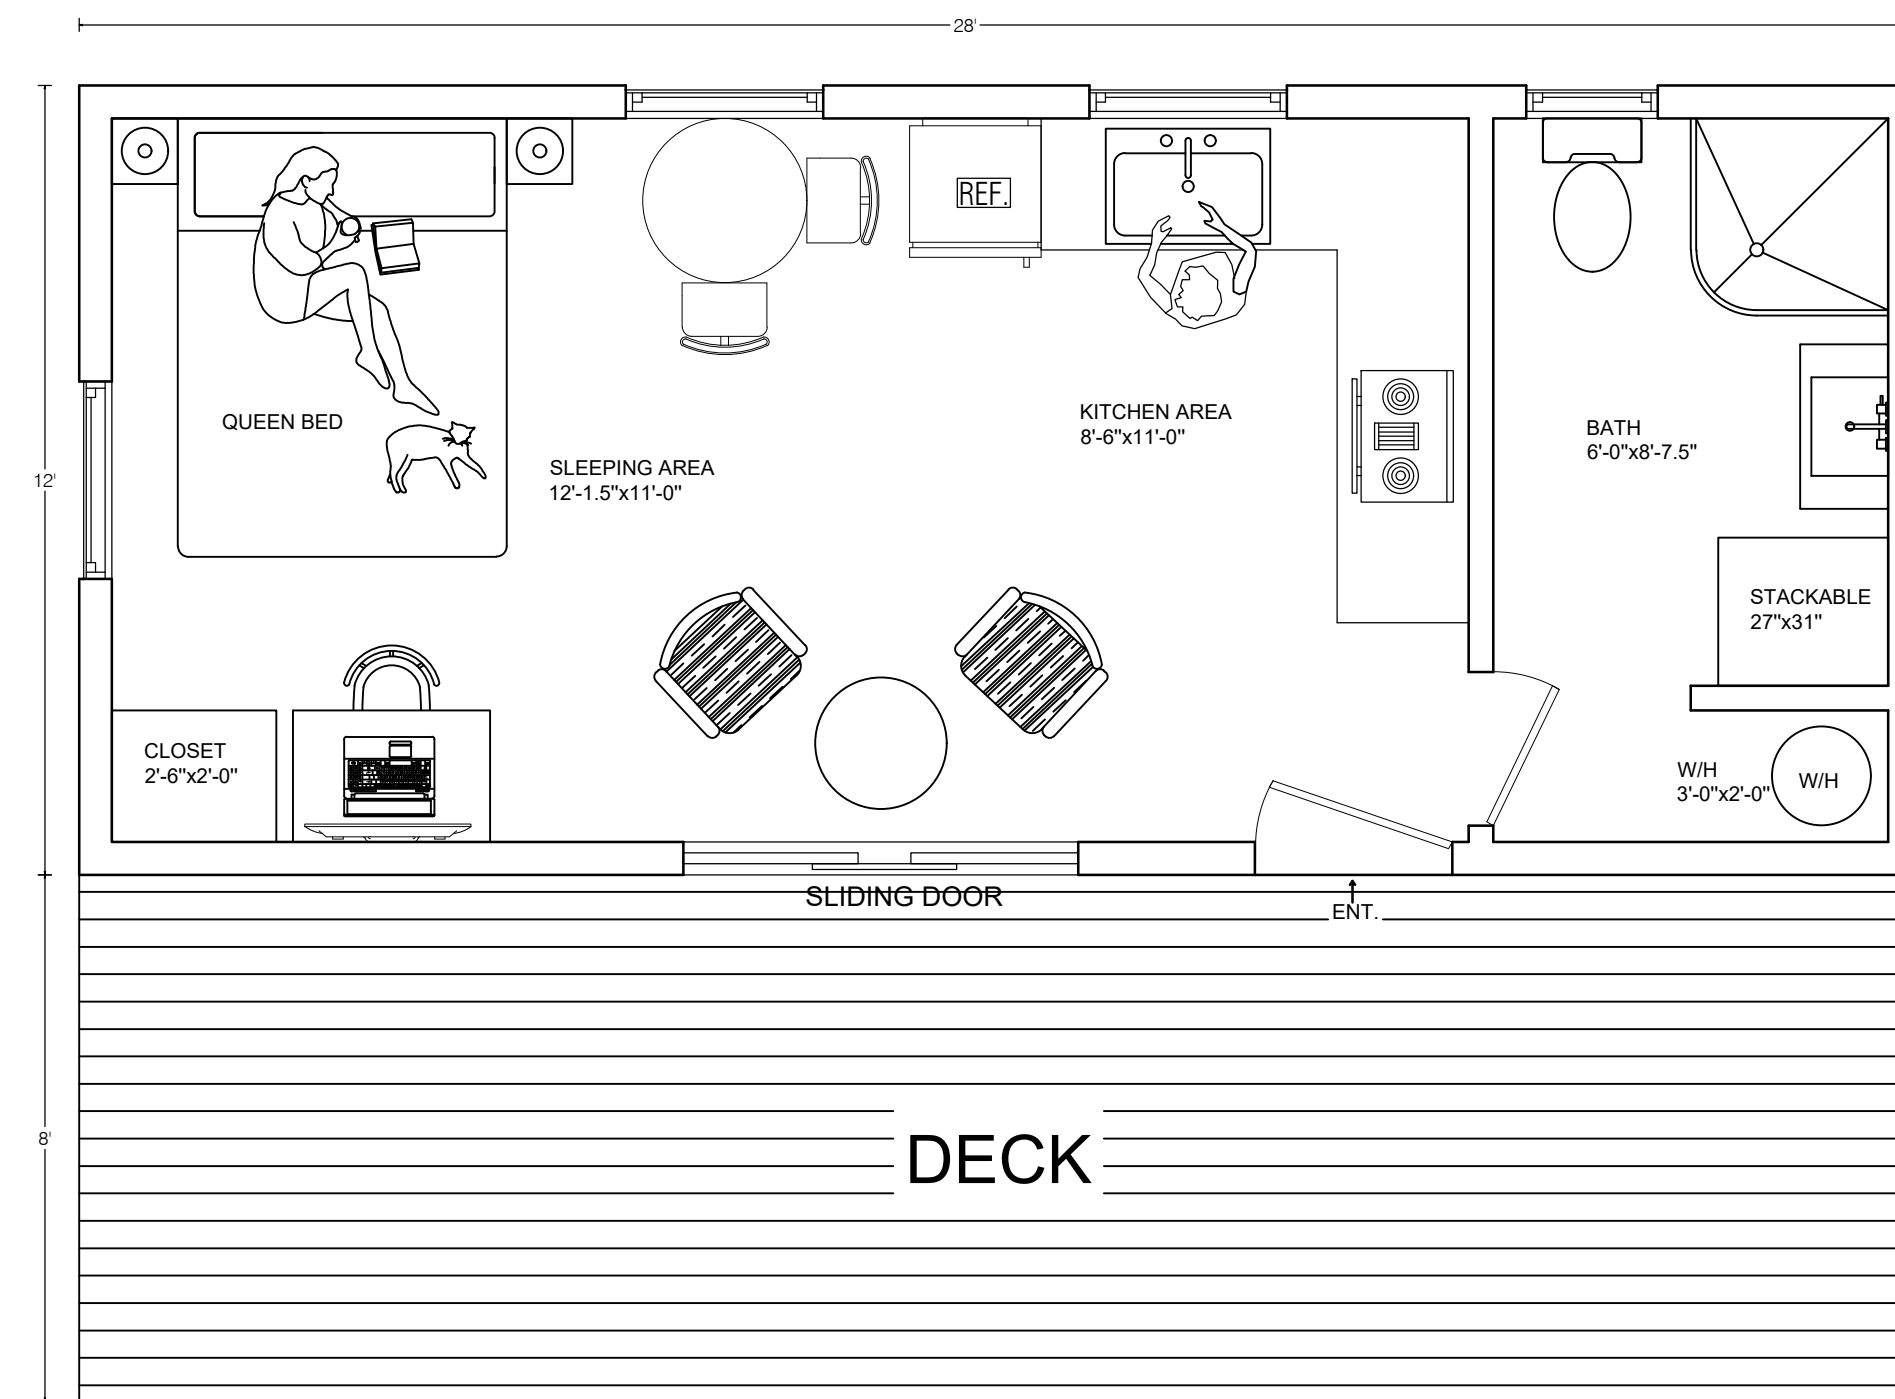 28'
REF.
QUEEN BED
KITCHEN AREA
8'-6"x11'-0"
BATH
6'-0"x8'-7.5"
12'
SLEEPING AREA
12'-1.5"x11'-0"
STACKABLE
27"x31"
CLOSET
2'-6"x2'-0"
W/H
3'-0"x2'-0"
W/H
SLIDING DOOR
ENT.
8'
DECK